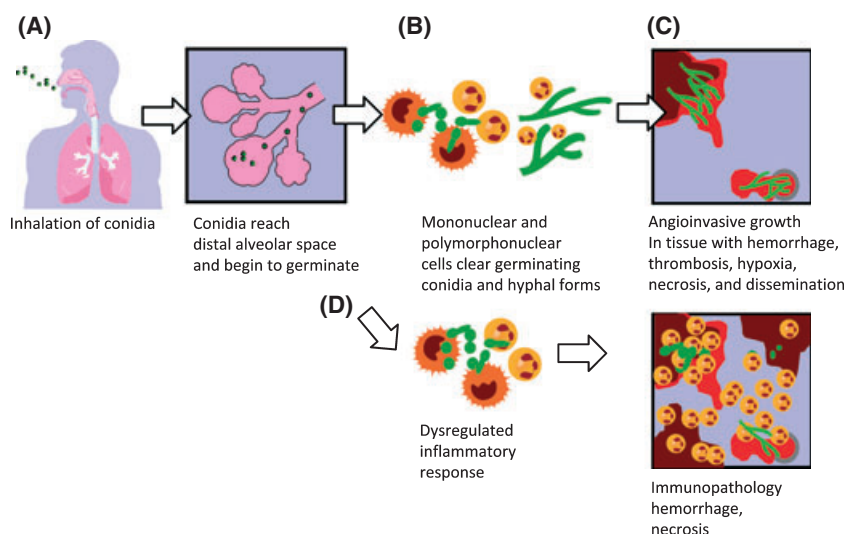 (A)
Inhalation of conidia
Conidia reach
distal alveolar space
and begin to germinate
(B)
Mononuclear and
polymorphonuclear
cells clear germinating
conidia and hyphal forms
(C)
Angioinvasive growth
In tissue with hemorrhage,
thrombosis, hypoxia,
necrosis, and dissemination
(D)
Dysregulated
inflammatory
response
Immunopathology
hemorrhage,
necrosis